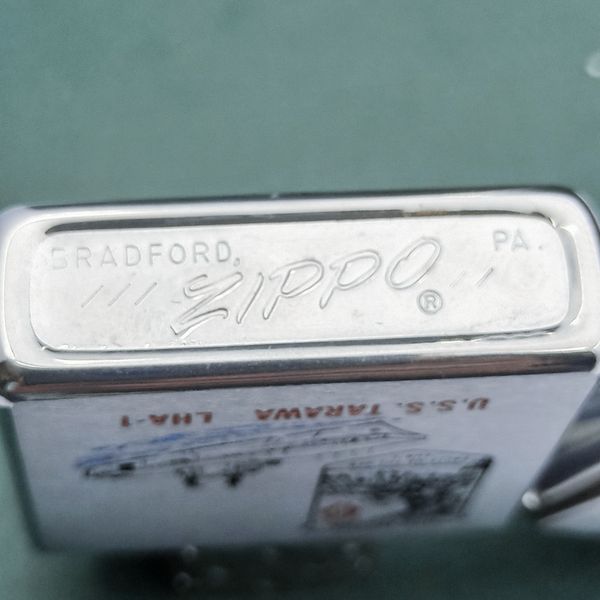 BRADFORD, PA.
/// ZIPPO ® //
U.S.S. TARAWA LHA-1